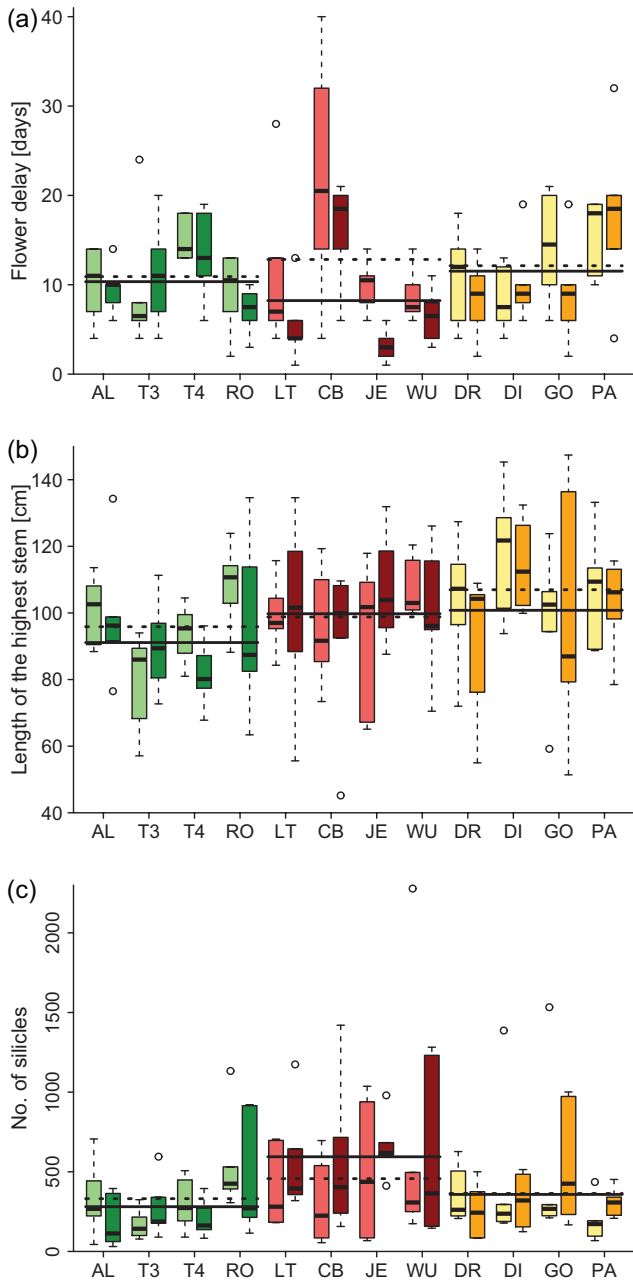 (a)
Flower delay [days]
40
30
20
10
0
AL T3 T4 RO LT CB JE WU DR DI GO PA
(b)
Length of the highest stem [cm]
140
120
100
80
60
40
AL T3 T4 RO LT CB JE WU DR DI GO PA
(c)
No. of silicles
2000
1500
1000
500
0
AL T3 T4 RO LT CB JE WU DR DI GO PA